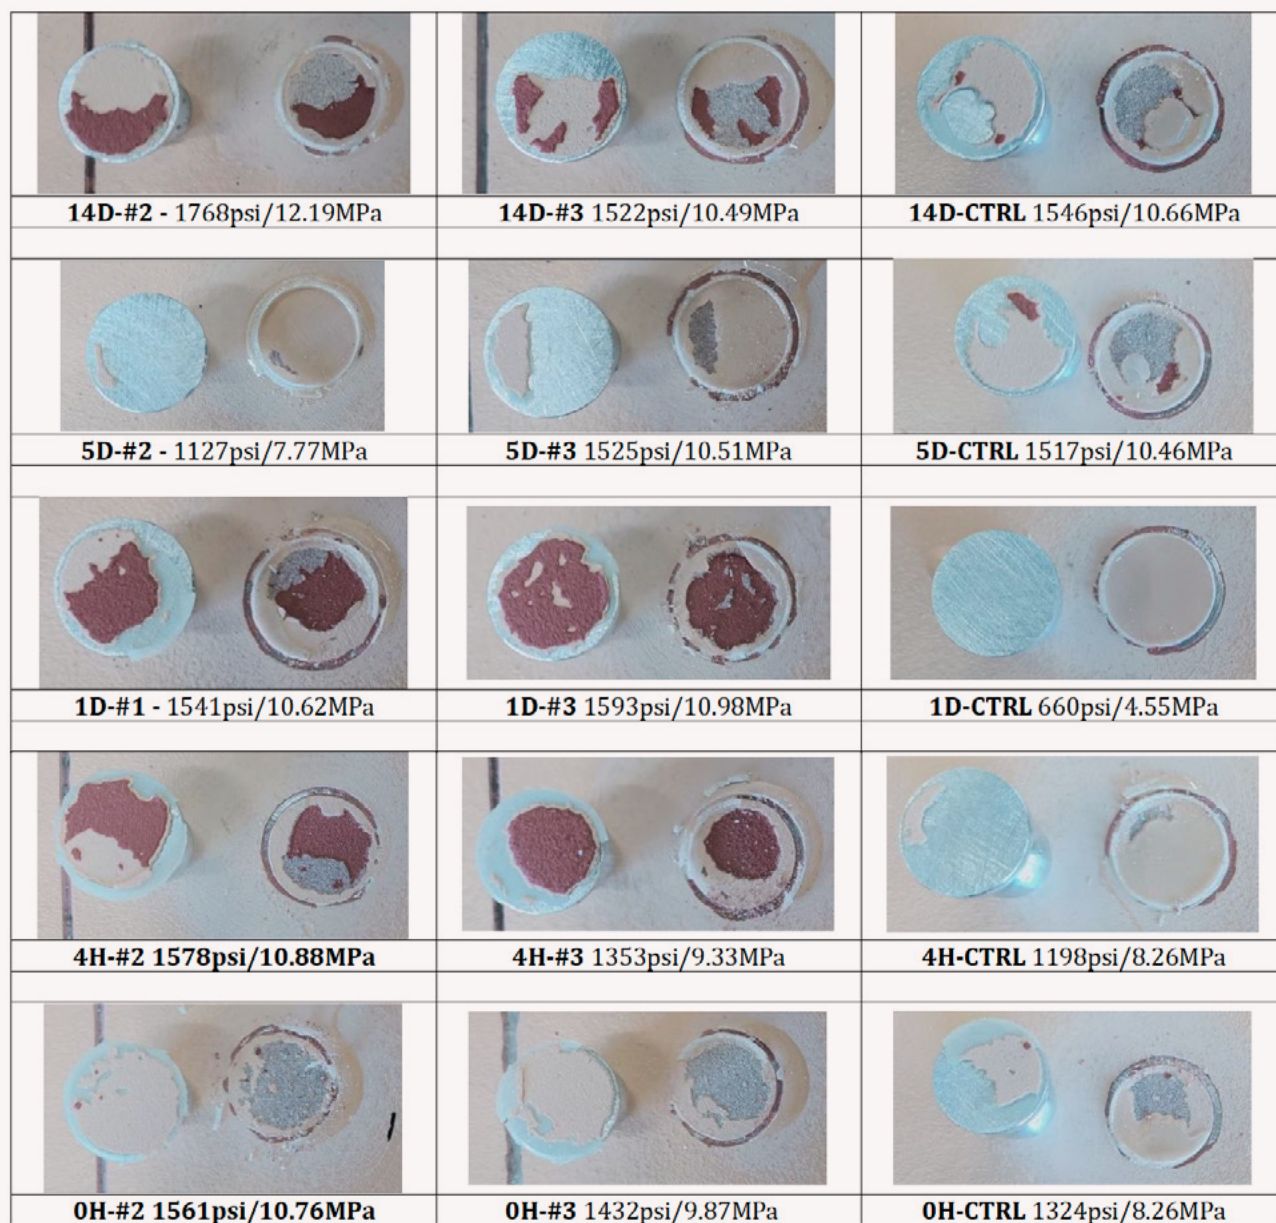 14D-#2 - 1768psi/12.19MPa
14D-#3 1522psi/10.49MPa
14D-CTRL 1546psi/10.66MPa
5D-#2 - 1127psi/7.77MPa
5D-#3 1525psi/10.51MPa
5D-CTRL 1517psi/10.46MPa
1D-#1 - 1541psi/10.62MPa
1D-#3 1593psi/10.98MPa
1D-CTRL 660psi/4.55MPa
4H-#2 1578psi/10.88MPa
4H-#3 1353psi/9.33MPa
4H-CTRL 1198psi/8.26MPa
0H-#2 1561psi/10.76MPa
0H-#3 1432psi/9.87MPa
0H-CTRL 1324psi/8.26MPa